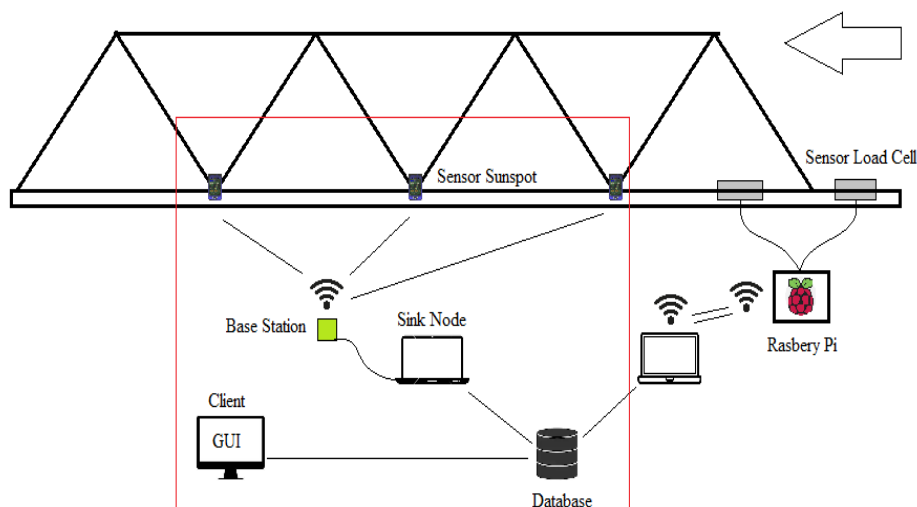 Sensor Load Cell
Sensor Sunspot
Base Station
Sink Node
Rasbery Pi
Client
GUI
Database